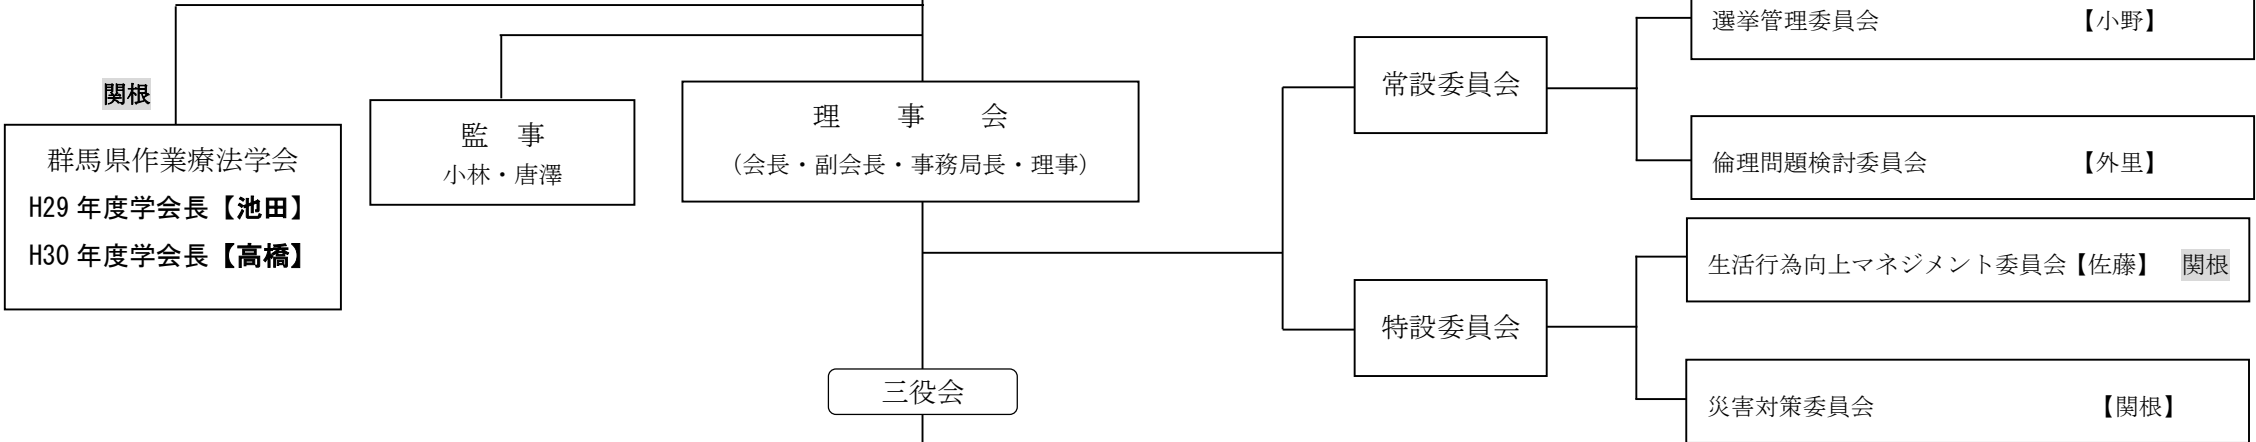 関根
群馬県作業療法学会
H29 年度学会長【池田】
H30 年度学会長【高橋】
監 事
小林・唐澤
理 事 会
(会長・副会長・事務局長・理事)
三役会
常設委員会
選挙管理委員会 【小野】
倫理問題検討委員会 【外里】
特設委員会
生活行為向上マネジメント委員会【佐藤】 関根
災害対策委員会 【関根】